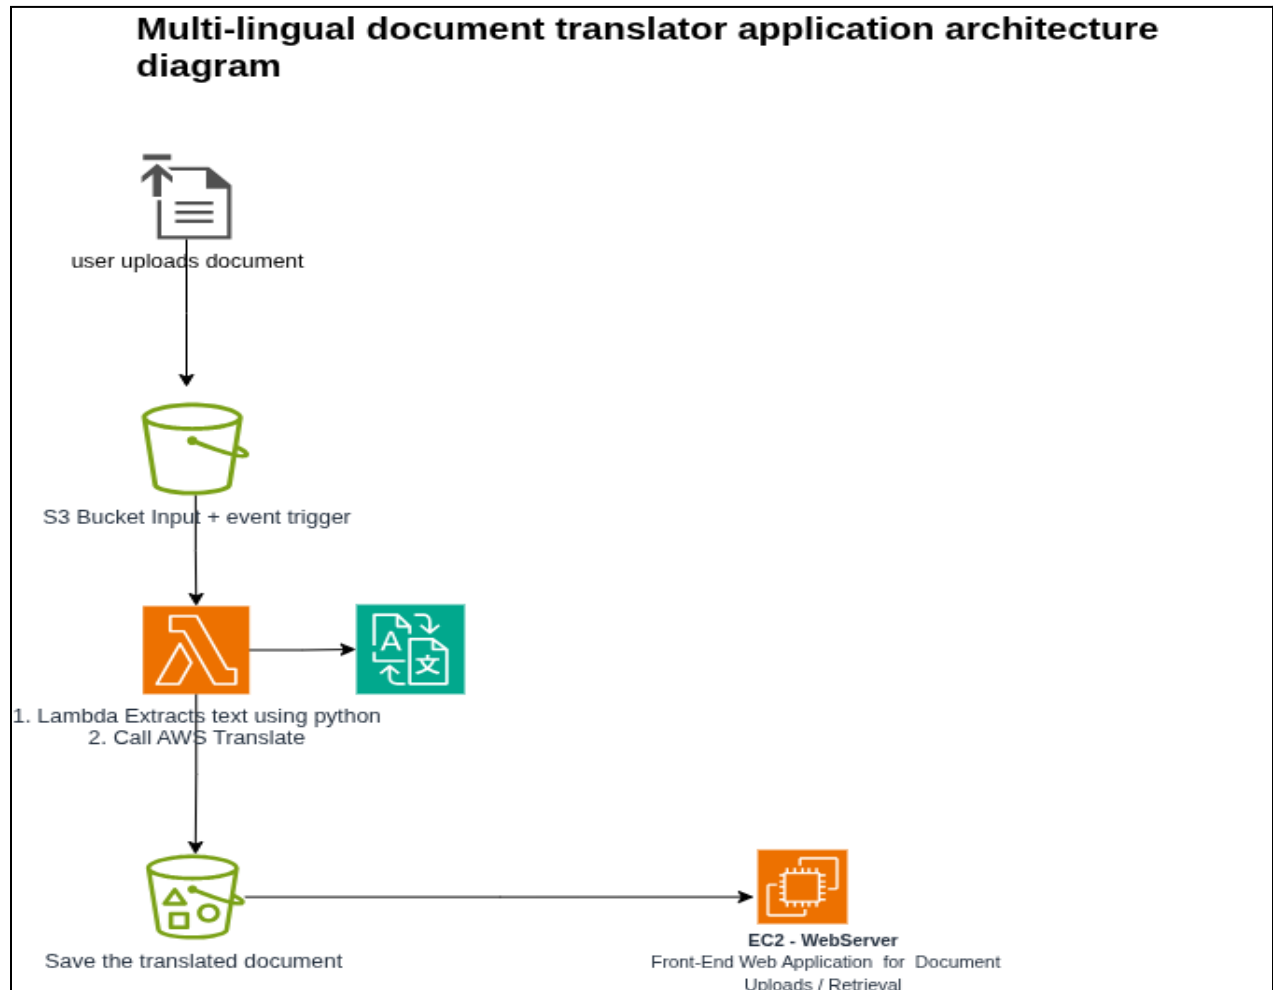 Multi-lingual document translator application architecture
diagram
user uploads document
S3 Bucket Input + event trigger
A
文
1. Lambda Extracts text using python
2. Call AWS Translate
Save the translated document
EC2 - WebServer
Front-End Web Application for Document
Uploads / Retrieval